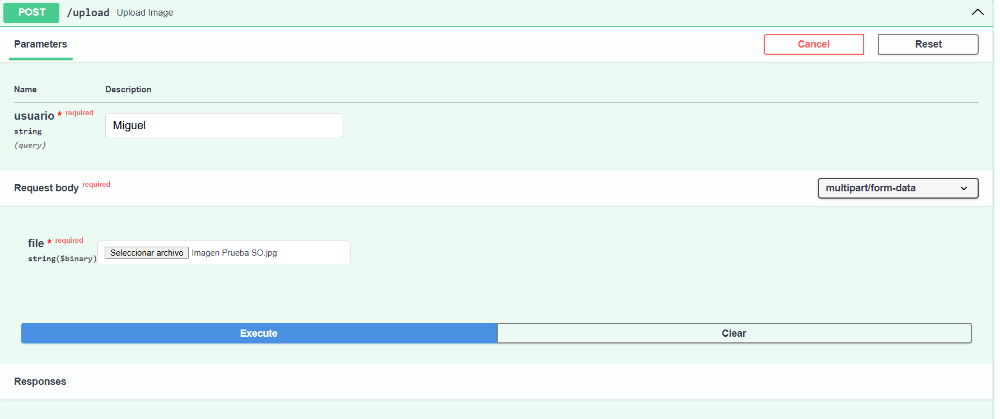 POST /upload Upload Image
Parameters
Cancel
Reset
Name Description
usuario * required
string
(query)
Miguel
Request body required
multipart/form-data
file * required
string($binary)
Seleccionar archivo Imagen Prueba SO.jpg
Execute
Clear
Responses